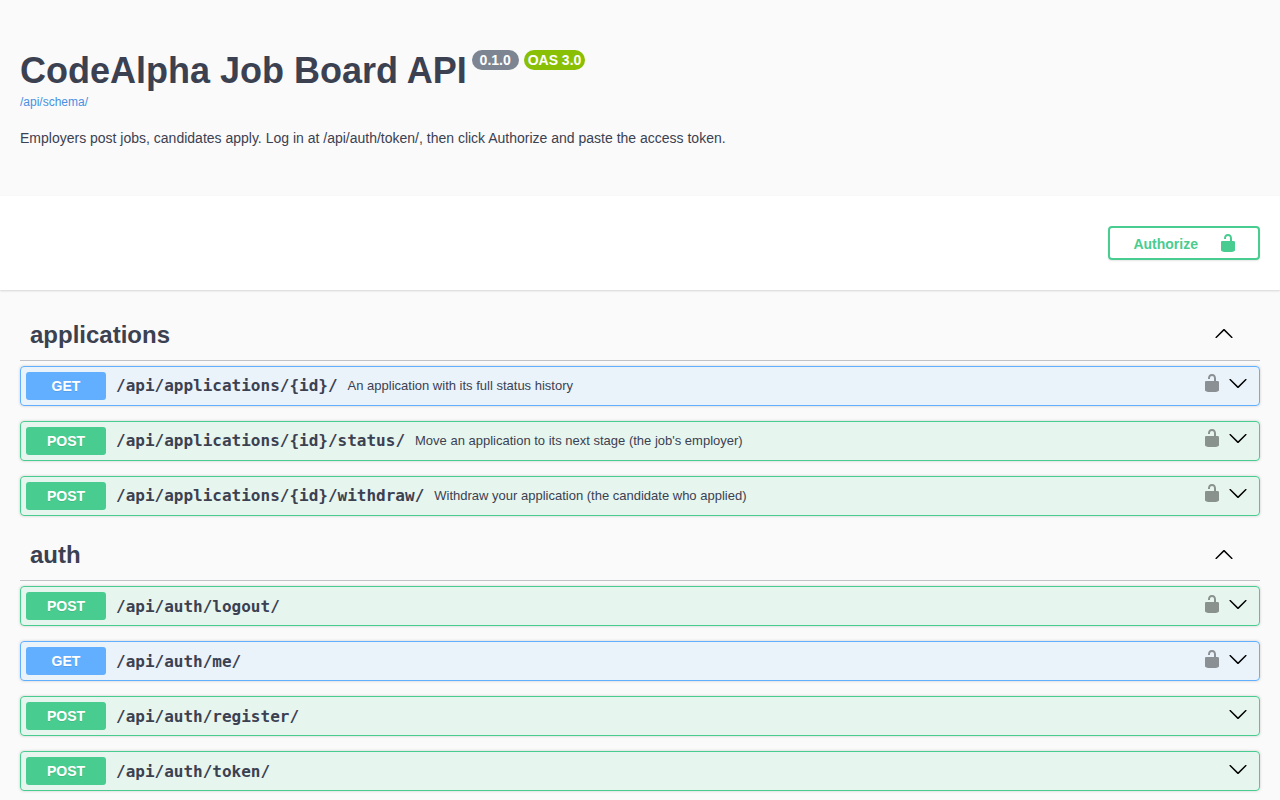 CodeAlpha Job Board API 0.1.0 OAS 3.0
/api/schema/
Employers post jobs, candidates apply. Log in at /api/auth/token/, then click Authorize and paste the access token.
Authorize
applications
GET /api/applications/{id}/ An application with its full status history
POST /api/applications/{id}/status/ Move an application to its next stage (the job's employer)
POST /api/applications/{id}/withdraw/ Withdraw your application (the candidate who applied)
auth
POST /api/auth/logout/
GET /api/auth/me/
POST /api/auth/register/
POST /api/auth/token/